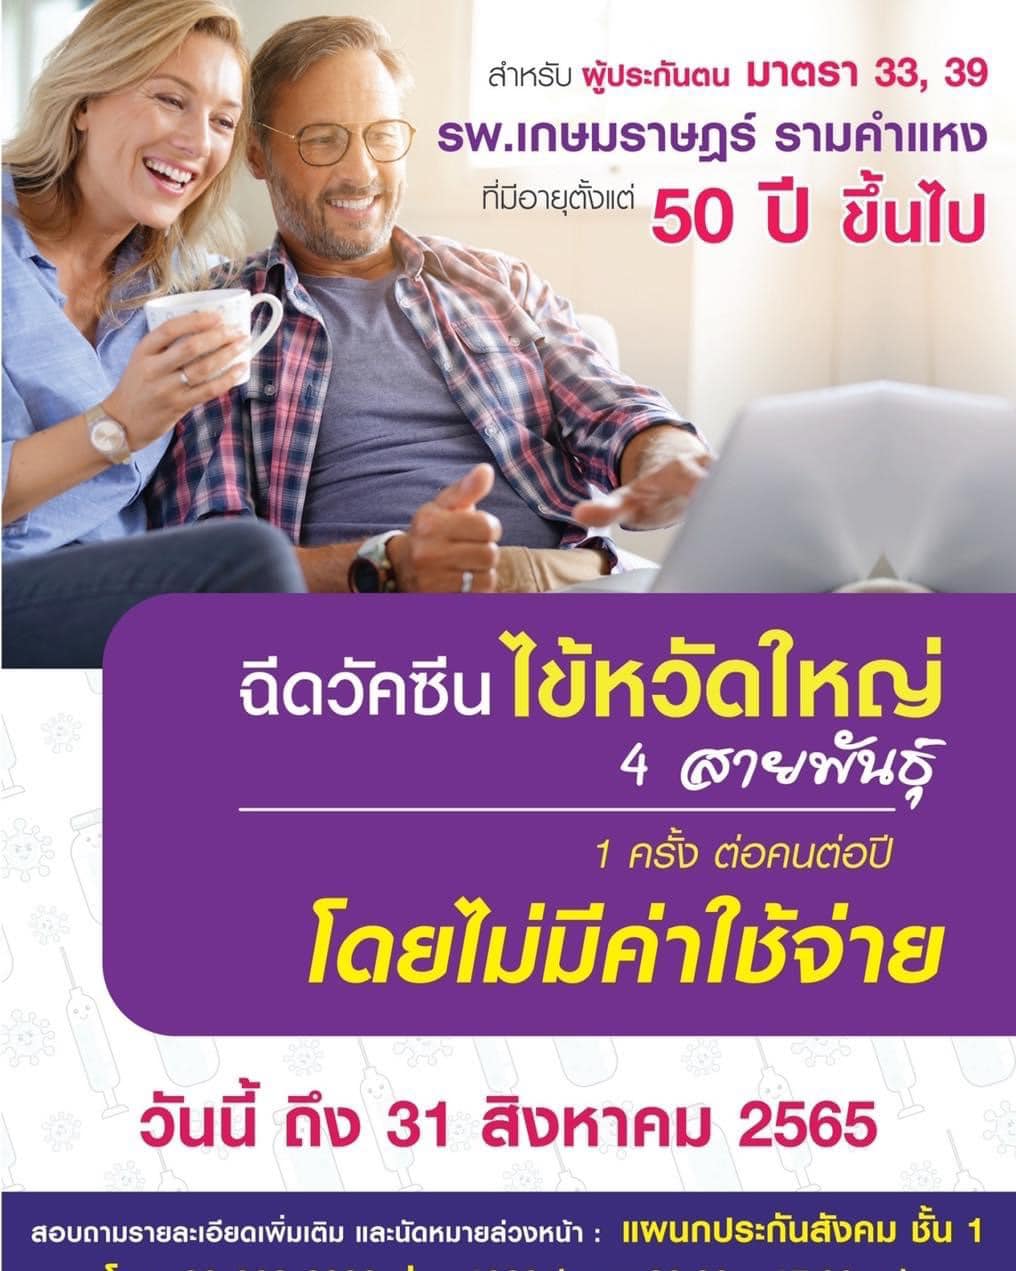 สำหรับ ผู้ประกันตน มาตรา 33, 39
รพ.เกษมราษฎร์ รามคำแหง
ที่มีอายุตั้งแต่ 50 ปี ขึ้นไป
ฉีดวัคซีน ไข้หวัดใหญ่
4 สายพันธุ์
1 ครั้ง ต่อคนต่อปี
โดยไม่มีค่าใช้จ่าย
วันนี้ ถึง 31 สิงหาคม 2565
สอบถามรายละเอียดเพิ่มเติม และนัดหมายล่วงหน้า : แผนกประกันสังคม ชั้น 1